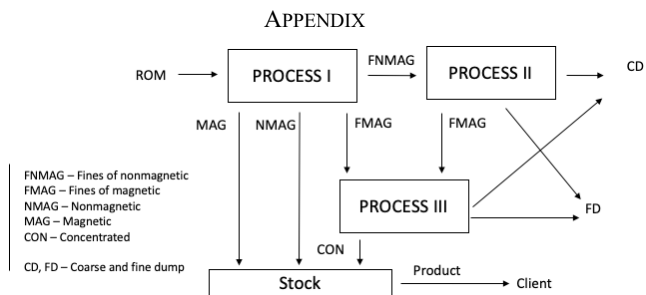 APPENDIX
ROM
PROCESS I
FNMAG
PROCESS II
CD
MAG
NMAG
FMAG
FMAG
FNMAG – Fines of nonmagnetic
FMAG – Fines of magnetic
NMAG – Nonmagnetic
MAG – Magnetic
CON – Concentrated
CD, FD – Coarse and fine dump
PROCESS III
FD
CON
Stock
Product
Client